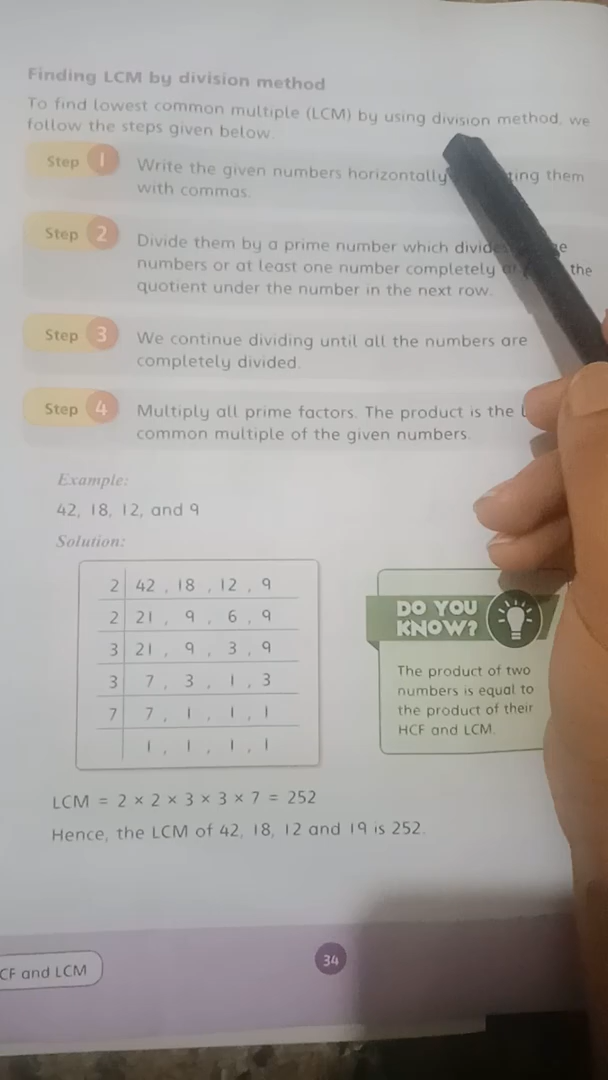 Finding LCM by division method
To find lowest common multiple (LCM) by using division method, we
follow the steps given below.
Step 1 Write the given numbers horizontally ting them
with commas.
Step 2 Divide them by a prime number which divides
numbers or at least one number completely the
quotient under the number in the next row.
Step 3 We continue dividing until all the numbers are
completely divided.
Step 4 Multiply all prime factors. The product is the
common multiple of the given numbers.
Example:
42, 18, 12, and 9
Solution:
2 42 , 18 , 12 , 9
2 21 , 9 , 6 , 9
3 21 , 9 , 3 , 9
3 7 , 3 , 1 , 3
7 7 , 1 , 1 , 1
1 , 1 , 1 , 1
DO YOU
KNOW?
The product of two
numbers is equal to
the product of their
HCF and LCM.
LCM = 2 × 2 × 3 × 3 × 7 = 252
Hence, the LCM of 42, 18, 12 and 19 is 252.
CF and LCM
34